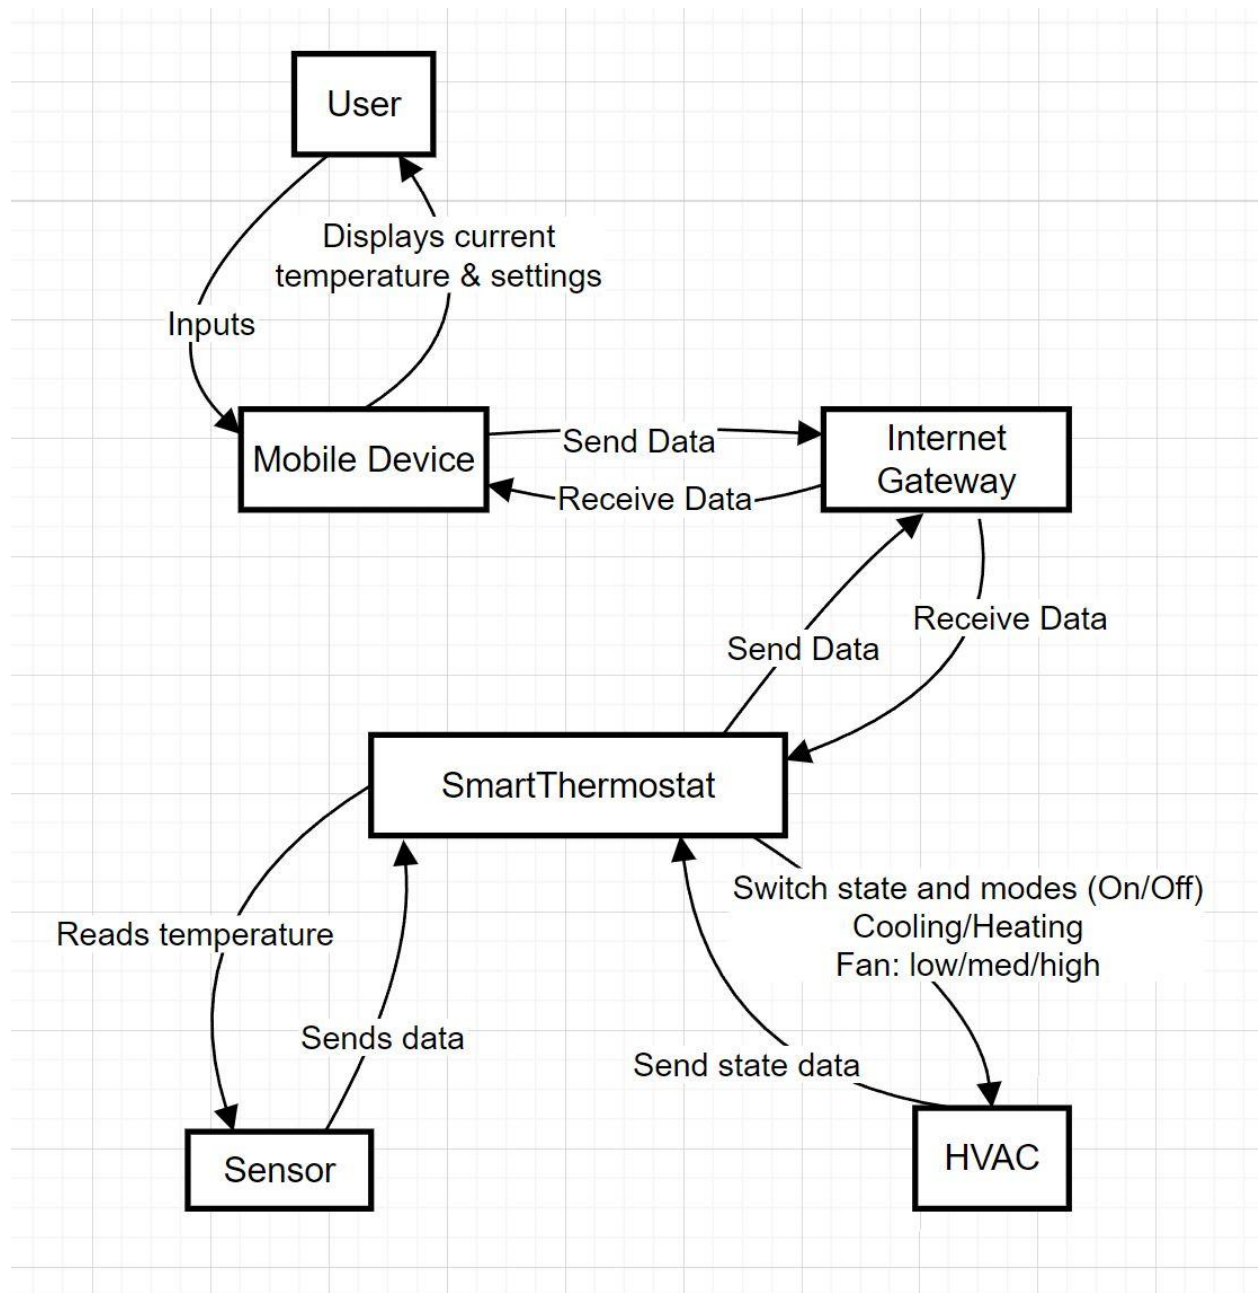 User
Displays current
temperature & settings
Inputs
Mobile Device
Send Data
Receive Data
Internet
Gateway
Send Data
Receive Data
SmartThermostat
Reads temperature
Sends data
Switch state and modes (On/Off)
Cooling/Heating
Fan: low/med/high
Send state data
Sensor
HVAC